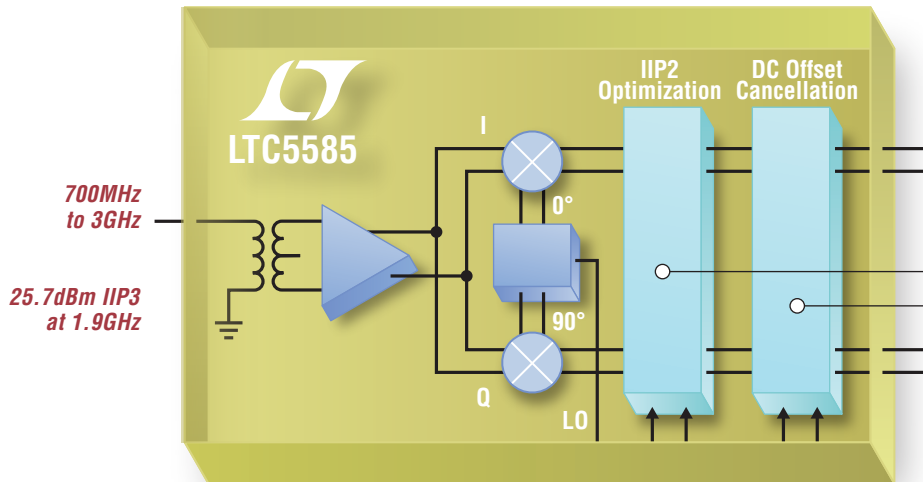 IIP2
Optimization
DC Offset
Cancellation
LTC5585
I
700MHz
to 3GHz
0°
25.7dBm IIP3
at 1.9GHz
90°
Q
LO